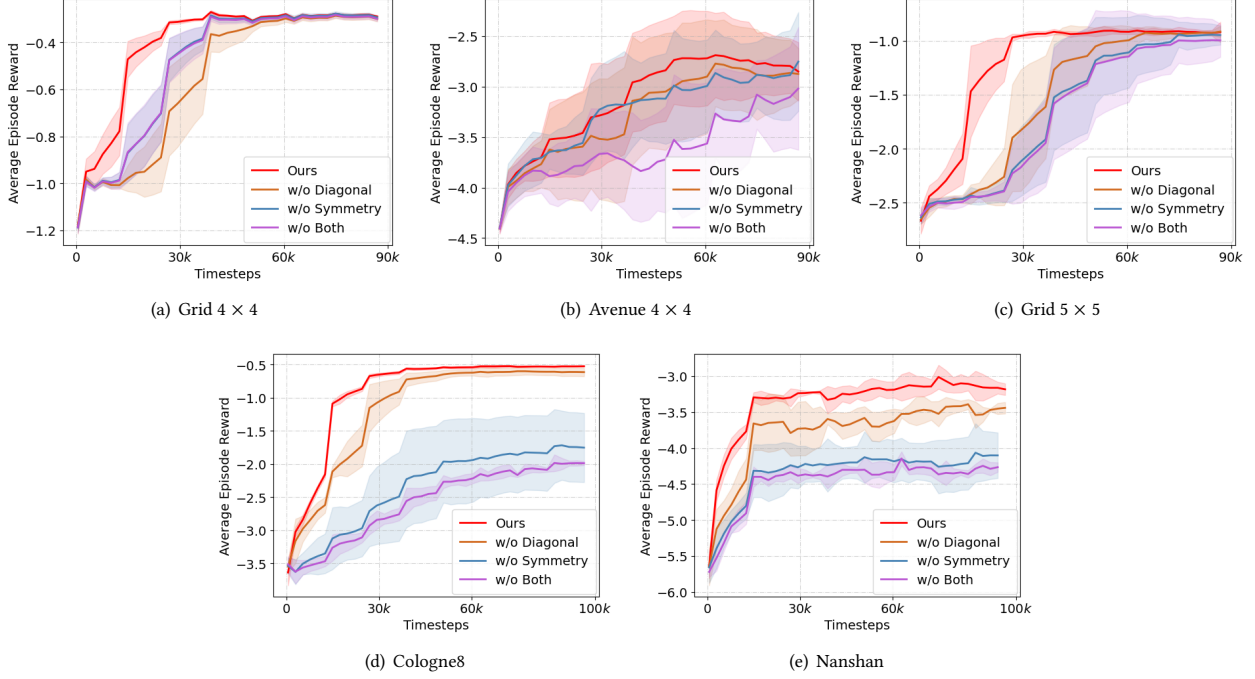 Average Episode Reward
−0.4
−0.6
−0.8
−1.0
−1.2
0
30k
60k
90k
Timesteps
Ours
w/o Diagonal
w/o Symmetry
w/o Both
(a) Grid 4 × 4
Average Episode Reward
−2.5
−3.0
−3.5
−4.0
−4.5
0
30k
60k
90k
Timesteps
Ours
w/o Diagonal
w/o Symmetry
w/o Both
(b) Avenue 4 × 4
Average Episode Reward
−1.0
−1.5
−2.0
−2.5
0
30k
60k
90k
Timesteps
Ours
w/o Diagonal
w/o Symmetry
w/o Both
(c) Grid 5 × 5
Average Episode Reward
−0.5
−1.0
−1.5
−2.0
−2.5
−3.0
−3.5
0
30k
60k
100k
Timesteps
Ours
w/o Diagonal
w/o Symmetry
w/o Both
(d) Cologne8
Average Episode Reward
−3.0
−3.5
−4.0
−4.5
−5.0
−5.5
−6.0
0
30k
60k
100k
Timesteps
Ours
w/o Diagonal
w/o Symmetry
w/o Both
(e) Nanshan